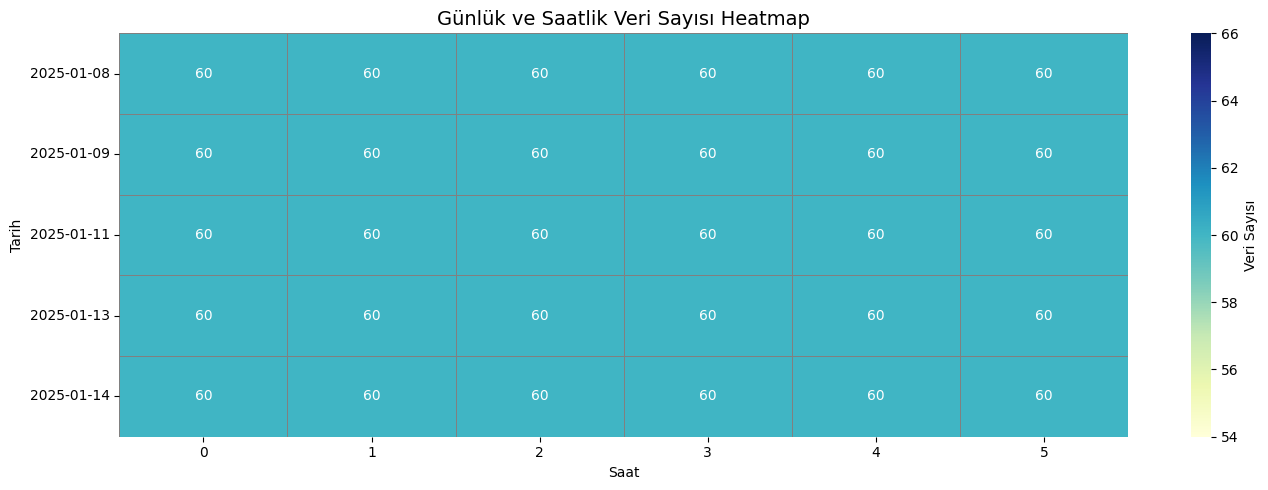 Günlük ve Saatlik Veri Sayısı Heatmap
Tarih
2025-01-08 60 60 60 60 60 60
2025-01-09 60 60 60 60 60 60
2025-01-11 60 60 60 60 60 60
2025-01-13 60 60 60 60 60 60
2025-01-14 60 60 60 60 60 60
0 1 2 3 4 5
Saat
66
64
62
60
58
56
54
Veri Sayısı